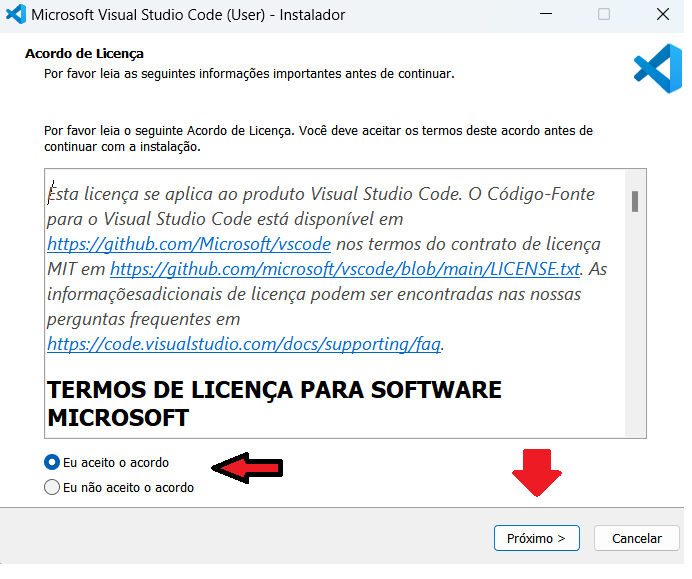 Microsoft Visual Studio Code (User) - Instalador
Acordo de Licença
Por favor leia as seguintes informações importantes antes de continuar.
Por favor leia o seguinte Acordo de Licença. Você deve aceitar os termos deste acordo antes de
continuar com a instalação.
Esta licença se aplica ao produto Visual Studio Code. O Código-Fonte
para o Visual Studio Code está disponível em
https://github.com/Microsoft/vscode nos termos do contrato de licença
MIT em https://github.com/microsoft/vscode/blob/main/LICENSE.txt. As
informaçõesadicionais de licença podem ser encontradas nas nossas
perguntas frequentes em
https://code.visualstudio.com/docs/supporting/faq.
TERMOS DE LICENÇA PARA SOFTWARE
MICROSOFT
Eu aceito o acordo
Eu não aceito o acordo
Próximo >
Cancelar